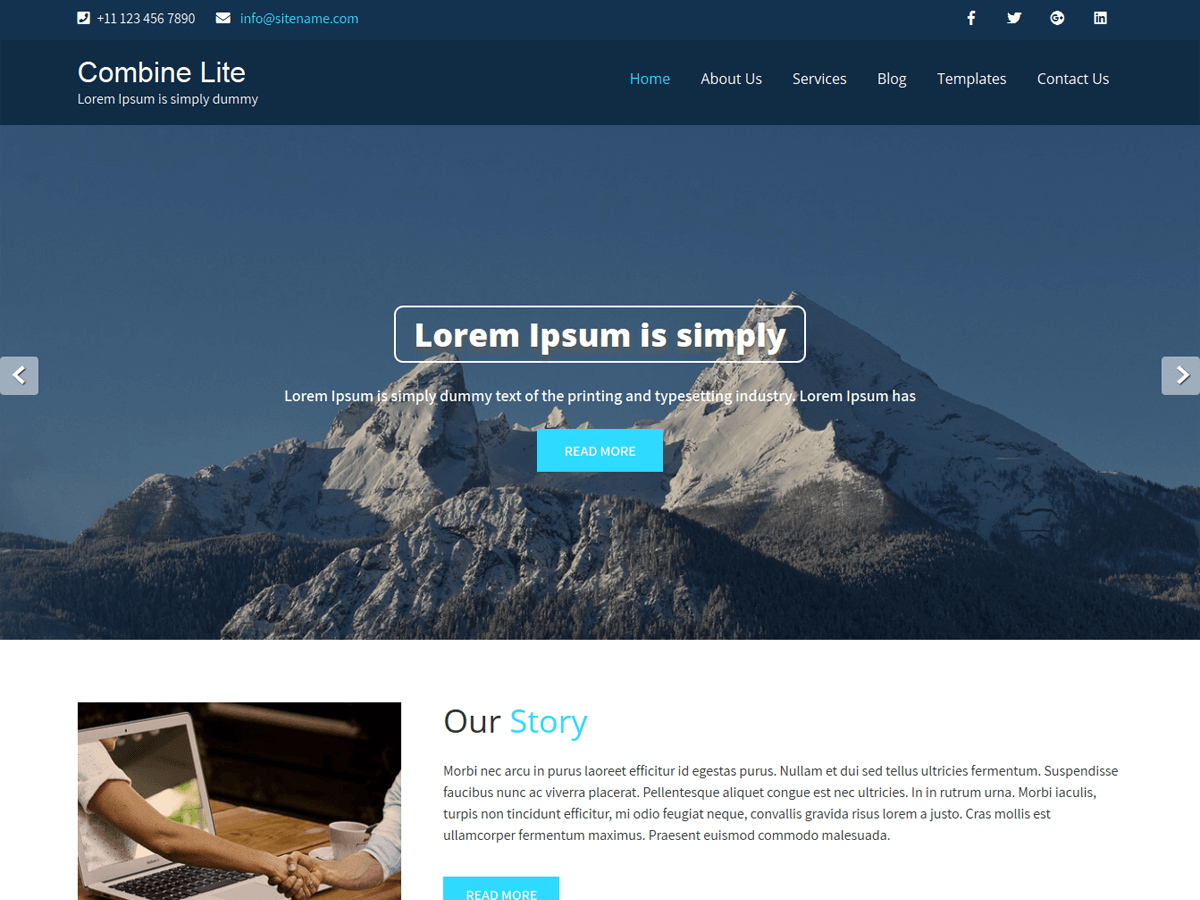 +11 123 456 7890 info@sitename.com
Combine Lite
Lorem Ipsum is simply dummy
Home About Us Services Blog Templates Contact Us
Lorem Ipsum is simply
Lorem Ipsum is simply dummy text of the printing and typesetting industry. Lorem Ipsum has
READ MORE
Our Story
Morbi nec arcu in purus laoreet efficitur id egestas purus. Nullam et dui sed tellus ultricies fermentum. Suspendisse
faucibus nunc ac viverra placerat. Pellentesque aliquet congue est nec ultricies. In in rutrum urna. Morbi iaculis,
turpis non tincidunt efficitur, mi odio feugiat neque, convallis gravida risus lorem a justo. Cras mollis est
ullamcorper fermentum maximus. Praesent euismod commodo malesuada.
READ MORE